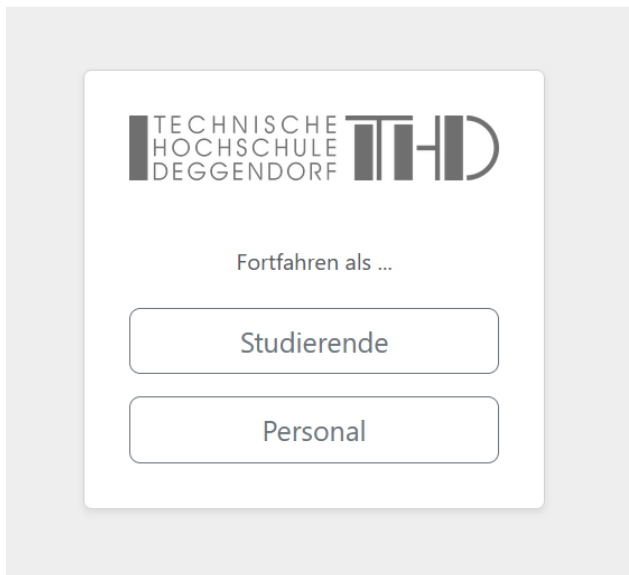 TECHNISCHE
HOCHSCHULE
DEGGENDORF
THD
Fortfahren als ...
Studierende
Personal